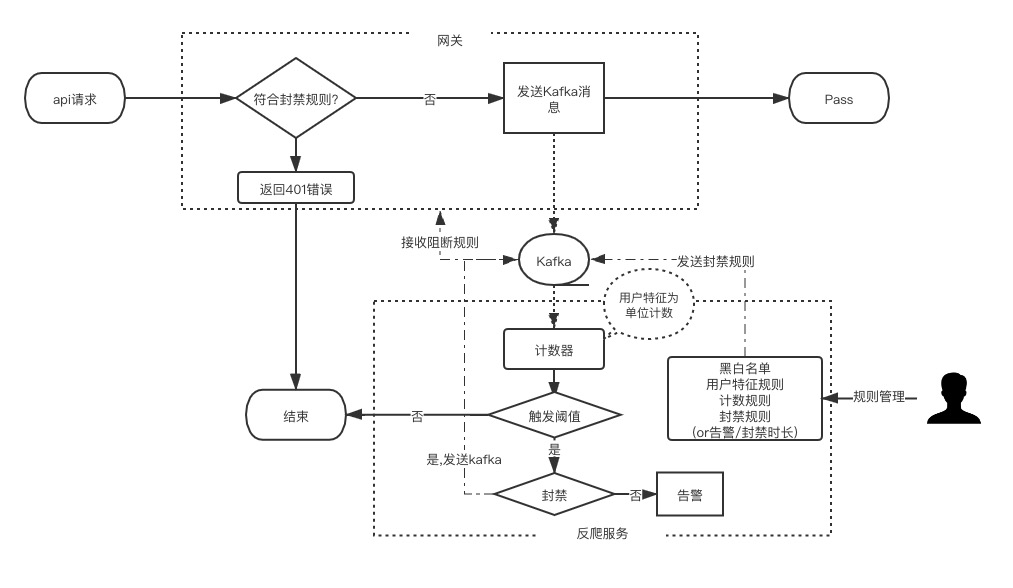 网关
api请求
符合封禁规则?
否
发送Kafka消
息
Pass
返回401错误
接收阻断规则
Kafka
发送封禁规则
用户特征为
单位计数
计数器
黑白名单
用户特征规则
计数规则
封禁规则
(or告警/封禁时长)
规则管理
结束
否
触发阈值
是
是,发送kafka
封禁
否
告警
反爬服务